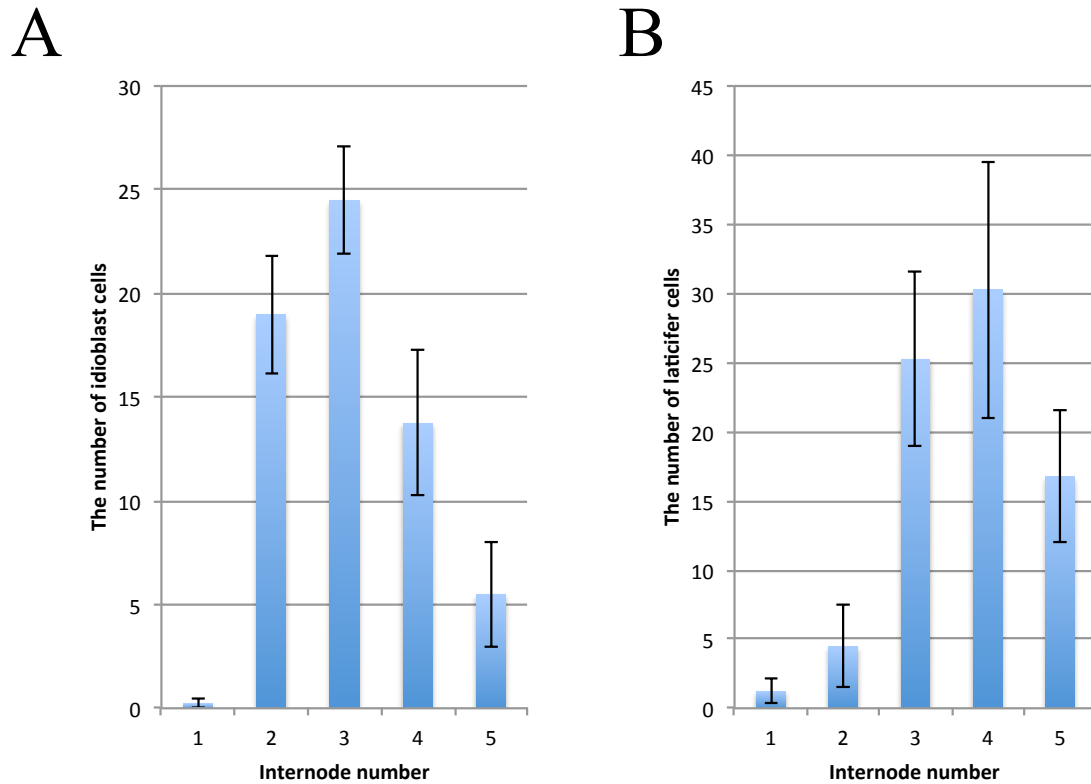 A
30
25
20
15
10
5
0
The number of idioblast cells
1 2 3 4 5
Internode number
B
45
40
35
30
25
20
15
10
5
0
The number of laticifer cells
1 2 3 4 5
Internode number